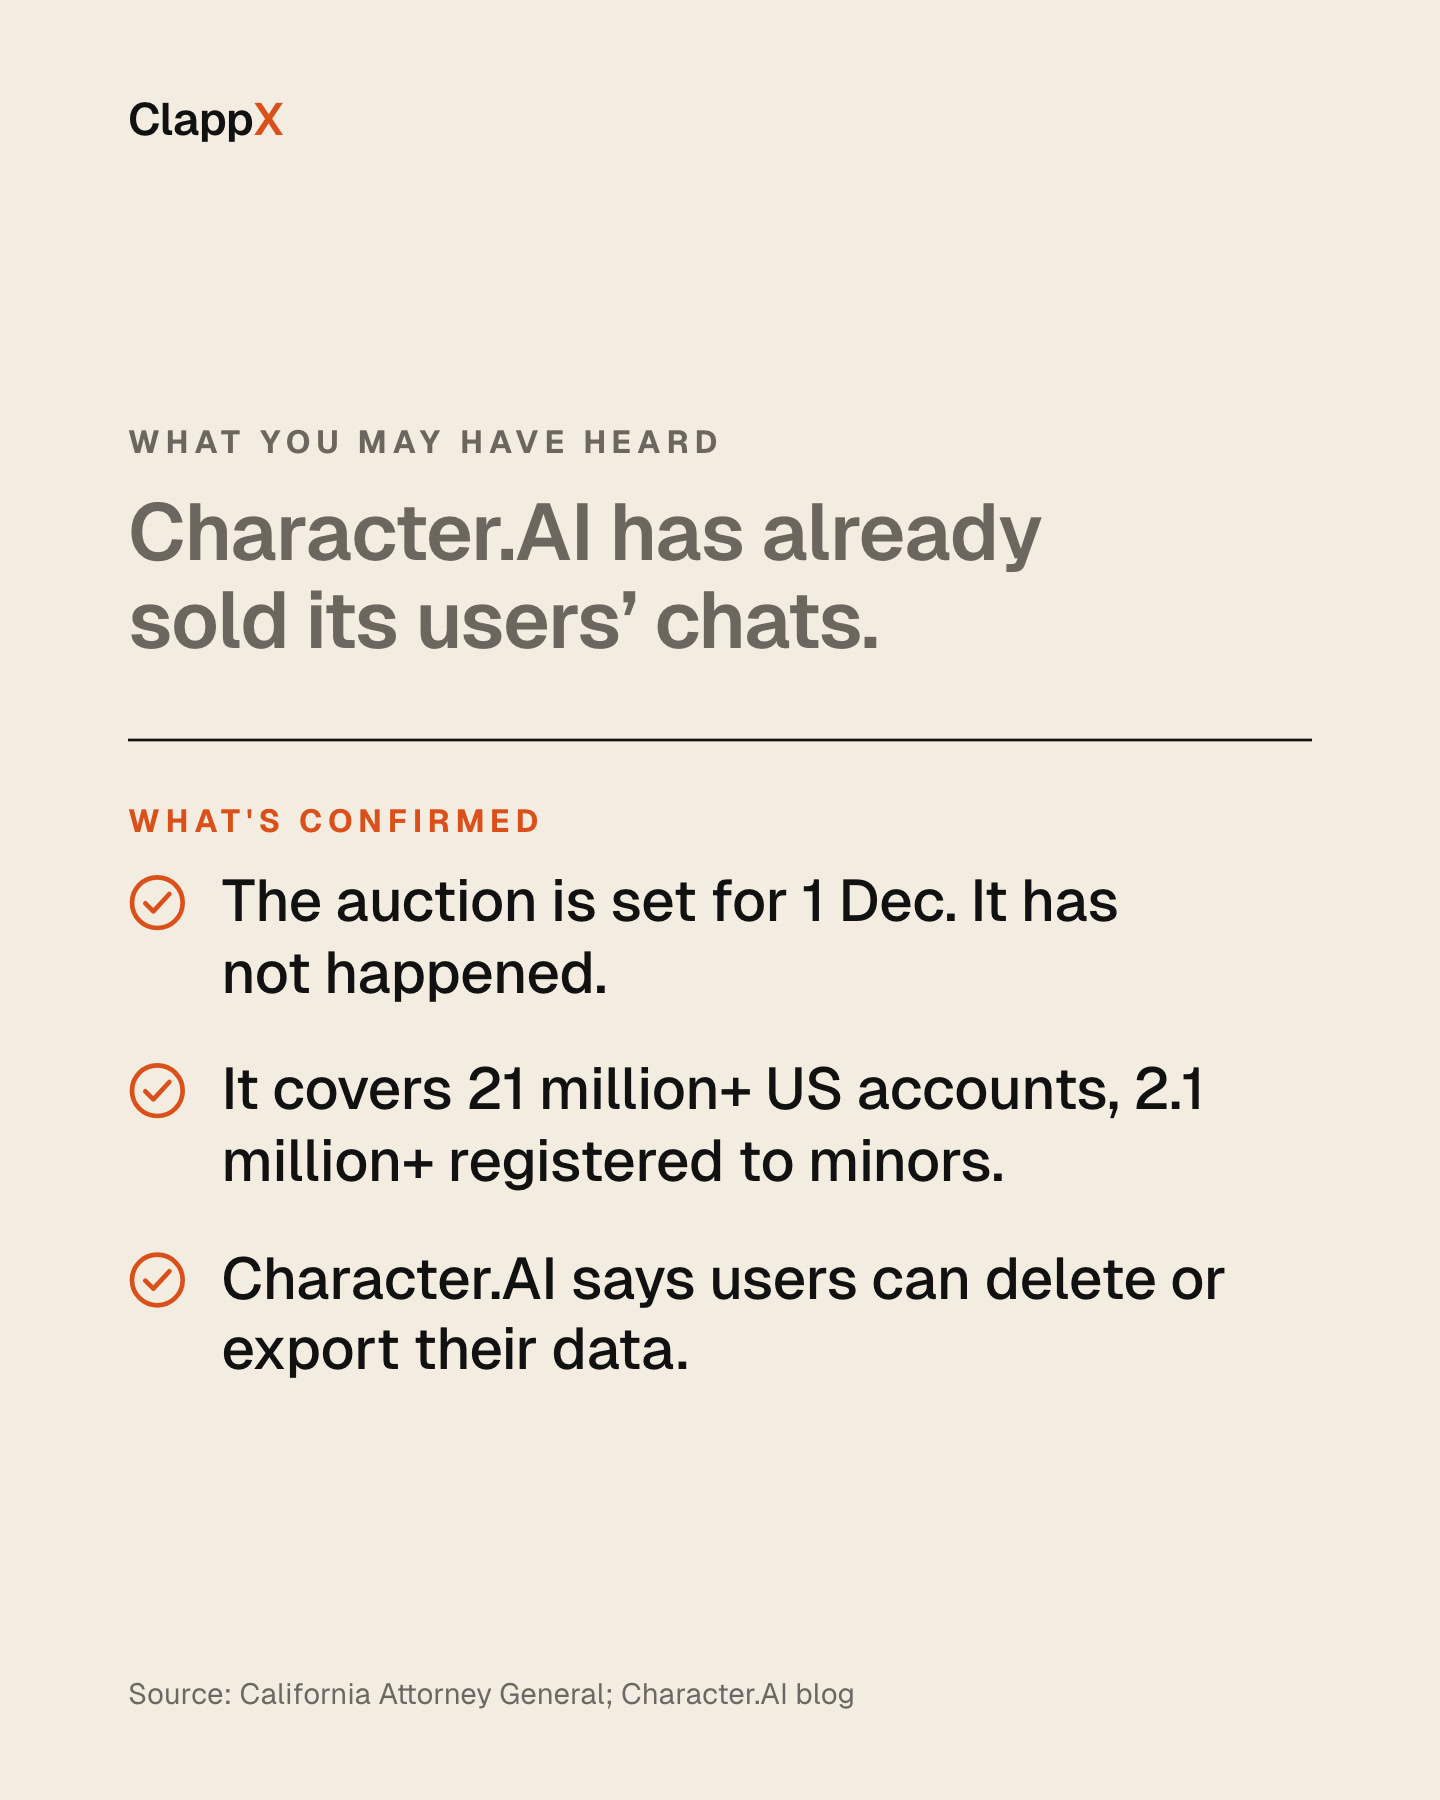 ClappX
WHAT YOU MAY HAVE HEARD
Character.AI has already
sold its users’ chats.
WHAT'S CONFIRMED
The auction is set for 1 Dec. It has
not happened.
It covers 21 million+ US accounts, 2.1
million+ registered to minors.
Character.AI says users can delete or
export their data.
Source: California Attorney General; Character.AI blog